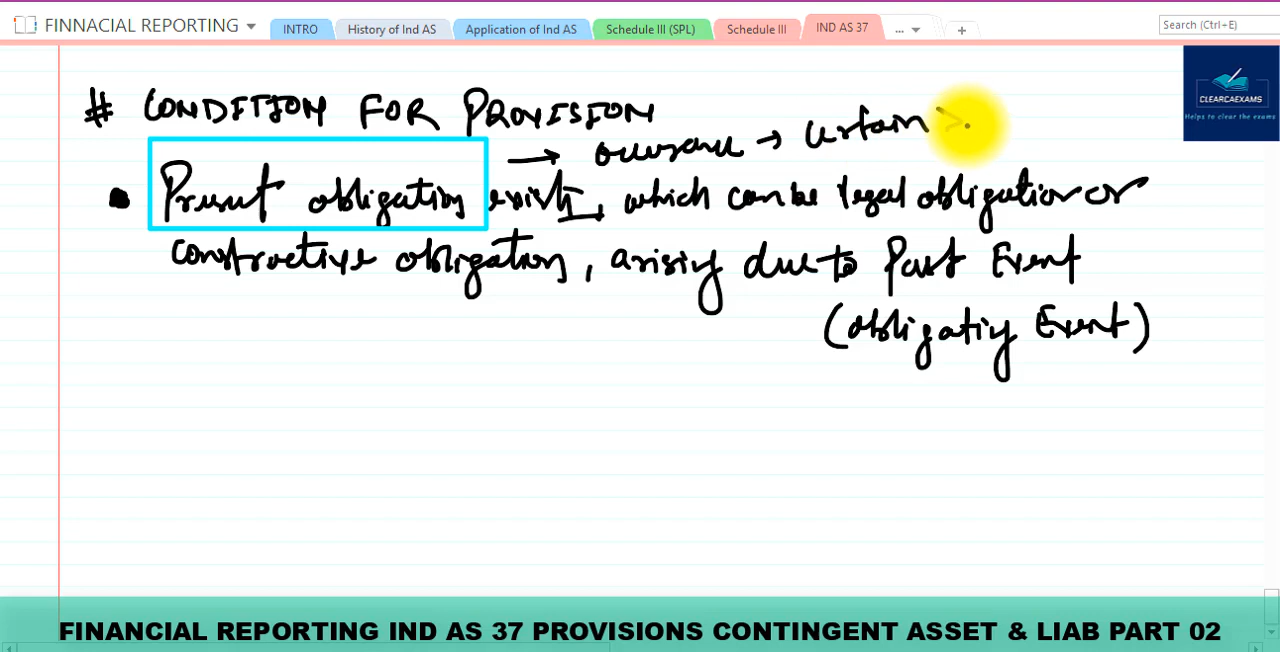 FINNACIAL REPORTING
INTRO
History of Ind AS
Application of Ind AS
Schedule III (SPL)
Schedule III
IND AS 37
...
+
Search (Ctrl+E)
CLEARCAEXAMS
Helps to clear the exams
# CONDITION FOR PROVISION
→ occurance → certain
• Present obligation exists, which can be legal obligation or
constructive obligation, arising due to Past Event
(obligating Event)
FINANCIAL REPORTING IND AS 37 PROVISIONS CONTINGENT ASSET & LIAB PART 02